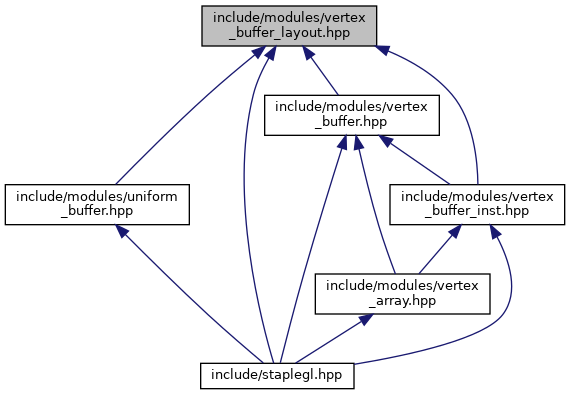 include/modules/vertex
_buffer_layout.hpp
include/modules/vertex
_buffer.hpp
include/modules/uniform
_buffer.hpp
include/modules/vertex
_buffer_inst.hpp
include/modules/vertex
_array.hpp
include/staplegl.hpp